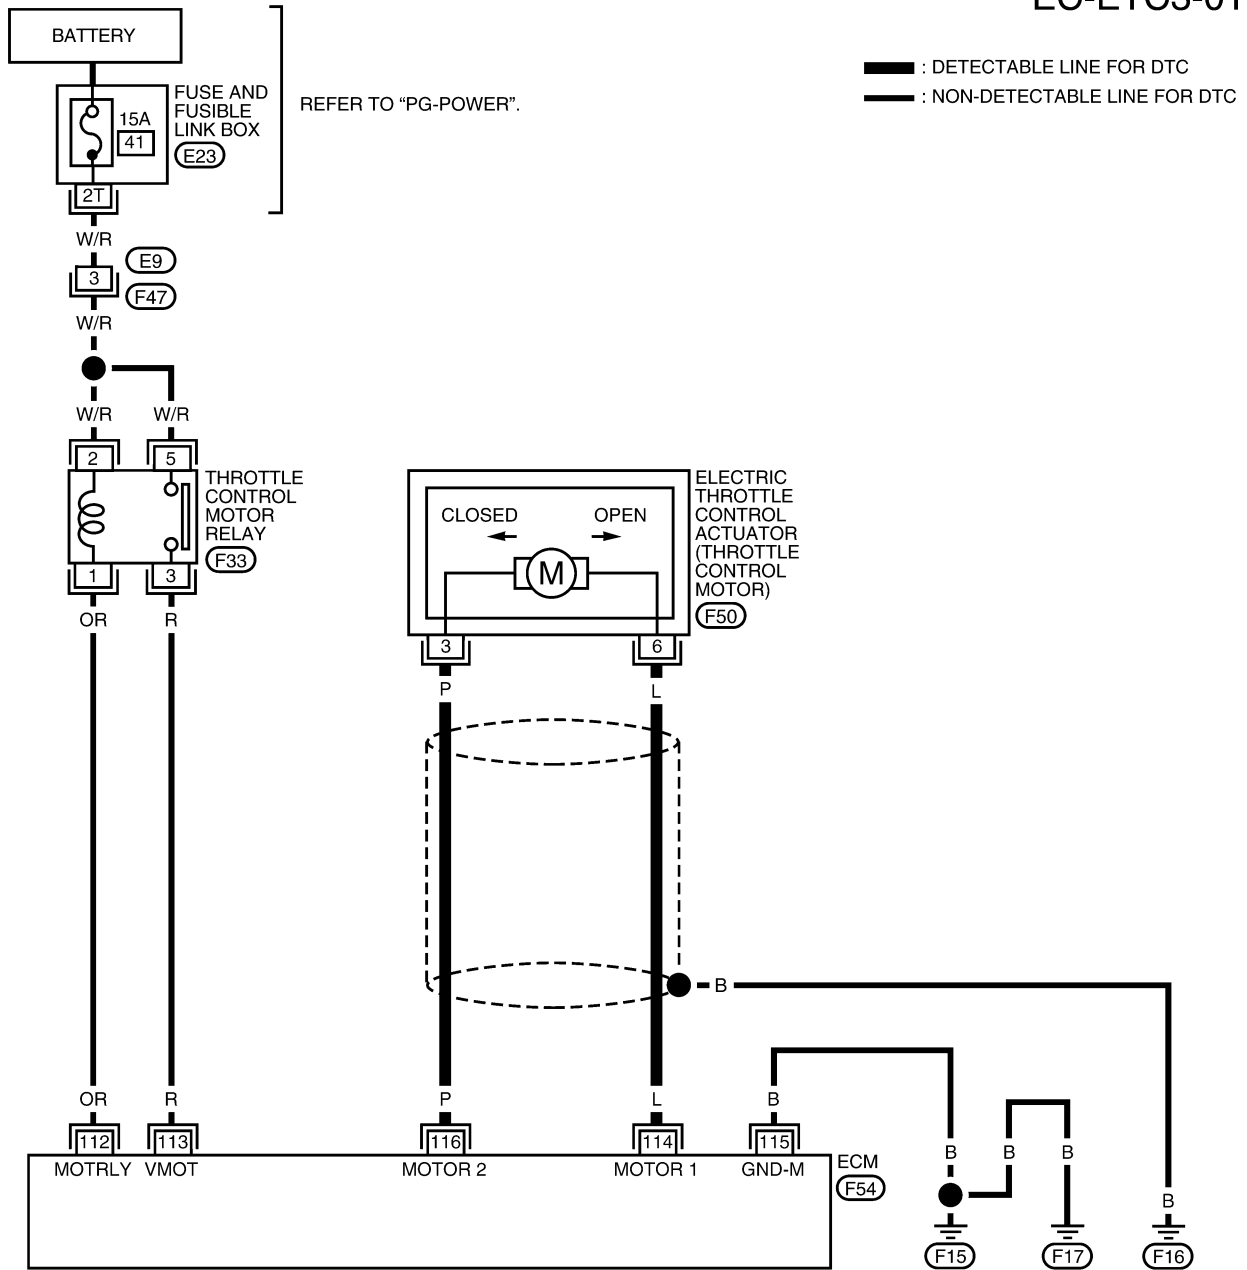 BATTERY
FUSE AND
FUSIBLE
LINK BOX
E23
15A
41
2T
REFER TO “PG-POWER”.
: DETECTABLE LINE FOR DTC
: NON-DETECTABLE LINE FOR DTC
W/R
E9
3
F47
W/R
W/R W/R
2 5
THROTTLE
CONTROL
MOTOR
RELAY
F33
1 3
OR R
CLOSED OPEN
M
ELECTRIC
THROTTLE
CONTROL
ACTUATOR
(THROTTLE
CONTROL
MOTOR)
F50
3 6
P L
B
OR R P L B
112 113 116 114 115
MOTRLY VMOT MOTOR 2 MOTOR 1 GND-M
ECM
F54
B B B
B
F15 F17 F16